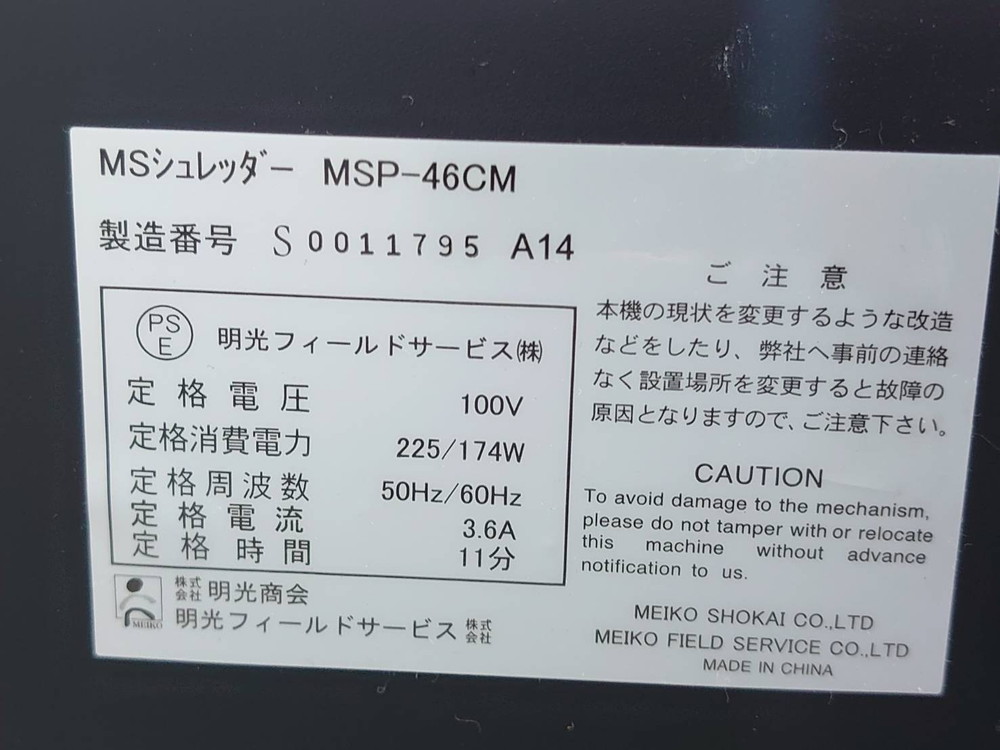 MSシュレッダー MSP-46CM
製造番号 S0011795 A14
PS
E
明光フィールドサービス㈱
定格電圧 100V
定格消費電力 225/174W
定格周波数 50Hz/60Hz
定格電流 3.6A
定格時間 11分
MEIKO
株式会社 明光商会
明光フィールドサービス 株式会社
ご注意
本機の現状を変更するような改造
などをしたり、弊社へ事前の連絡
なく設置場所を変更すると故障の
原因となりますので、ご注意下さい。
CAUTION
To avoid damage to the mechanism,
please do not tamper with or relocate
this machine without advance
notification to us.
MEIKO SHOKAI CO.,LTD
MEIKO FIELD SERVICE CO.,LTD
MADE IN CHINA